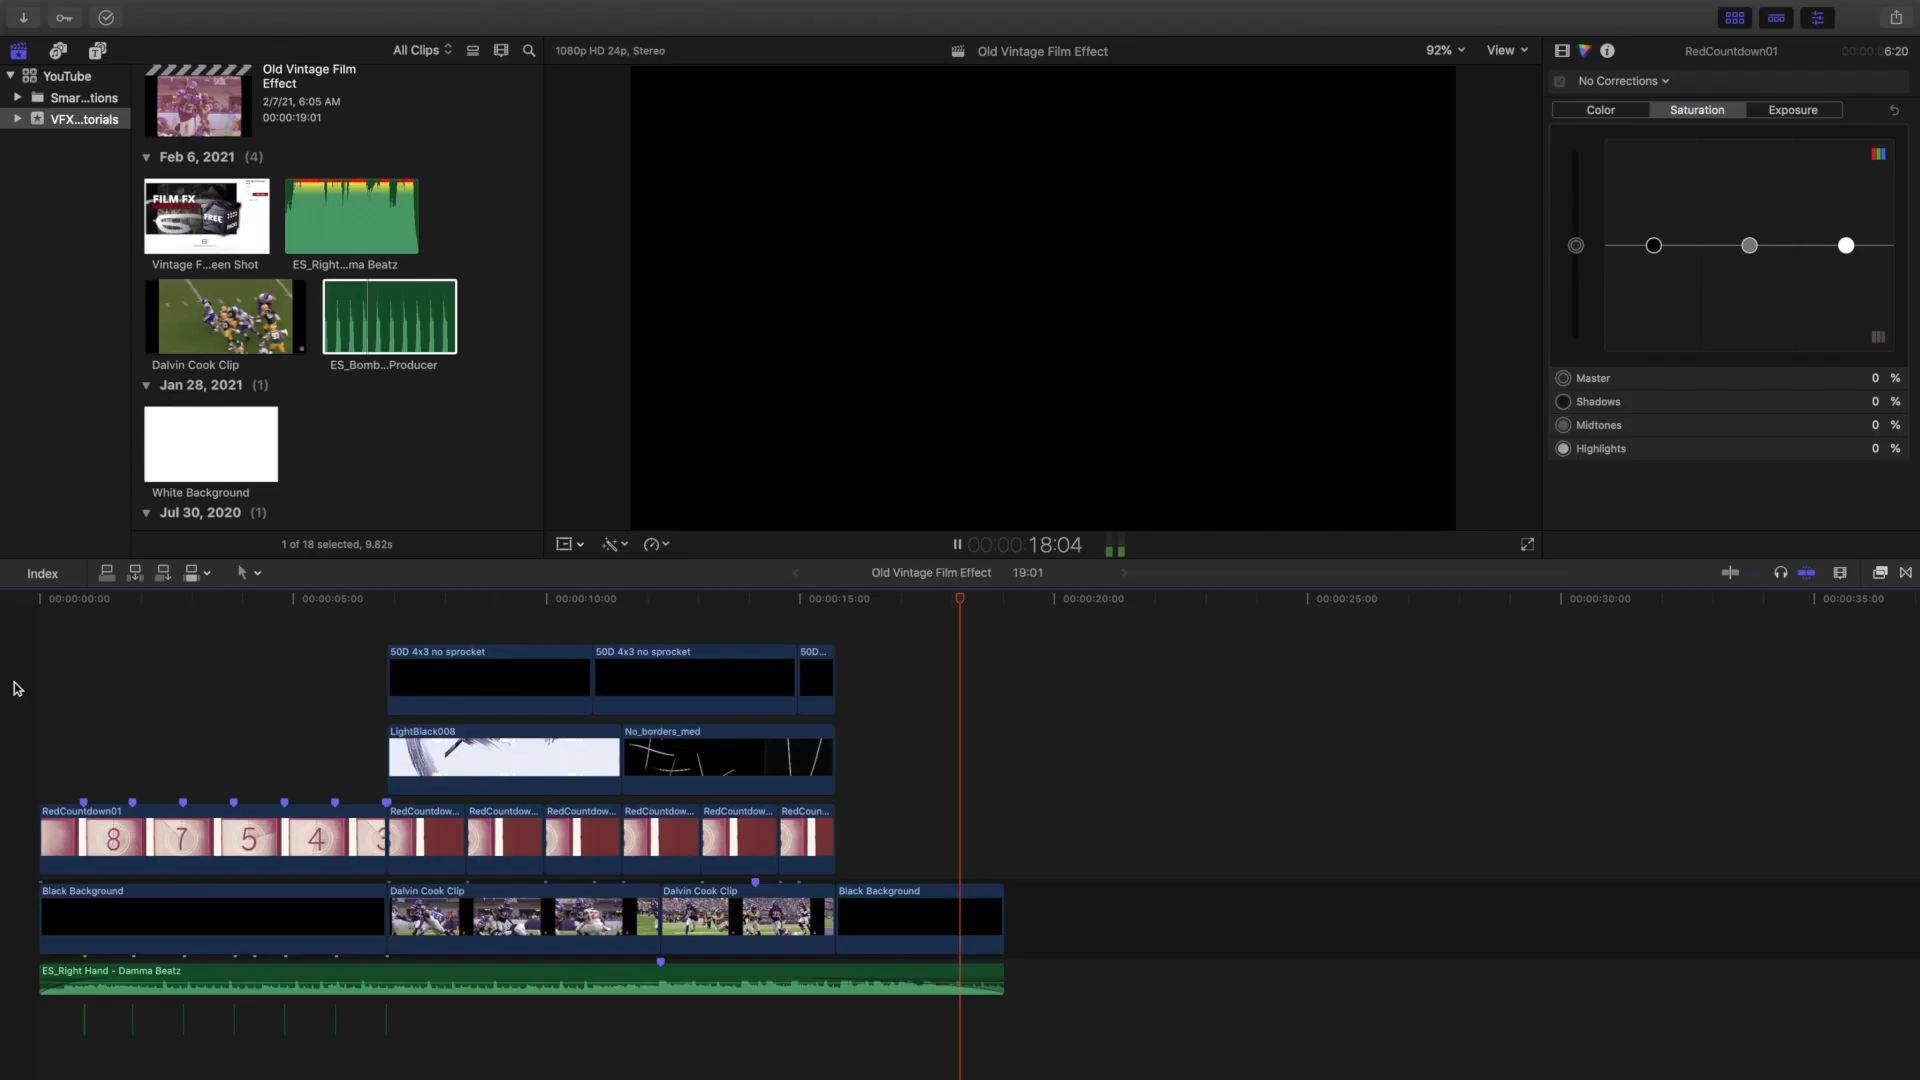 All Clips
1080p HD 24p, Stereo
Old Vintage Film Effect
92%
View
RedCountdown01
00:00:06:20
YouTube
Smar...tions
VFX...torials
Old Vintage Film
Effect
2/7/21, 6:05 AM
00:00:19:01
Feb 6, 2021 (4)
FILM FX
FREE
Vintage F...een Shot
ES_Right...ma Beatz
Dalvin Cook Clip
ES_Bomb...Producer
Jan 28, 2021 (1)
White Background
Jul 30, 2020 (1)
1 of 18 selected, 9.82s
00:00:00:18:04
No Corrections
Color
Saturation
Exposure
Master 0 %
Shadows 0 %
Midtones 0 %
Highlights 0 %
Index
Old Vintage Film Effect 19:01
00:00:00:00
00:00:05:00
00:00:10:00
00:00:15:00
00:00:20:00
00:00:25:00
00:00:30:00
00:00:35:00
50D 4x3 no sprocket
50D 4x3 no sprocket
50D...
LightBlack008
No_borders_med
RedCountdown01
RedCountdow...
RedCountdow...
RedCountdow...
RedCountdow...
RedCountdow...
RedCoun...
8
7
5
4
3
Black Background
Dalvin Cook Clip
Dalvin Cook Clip
Black Background
ES_Right Hand - Damma Beatz